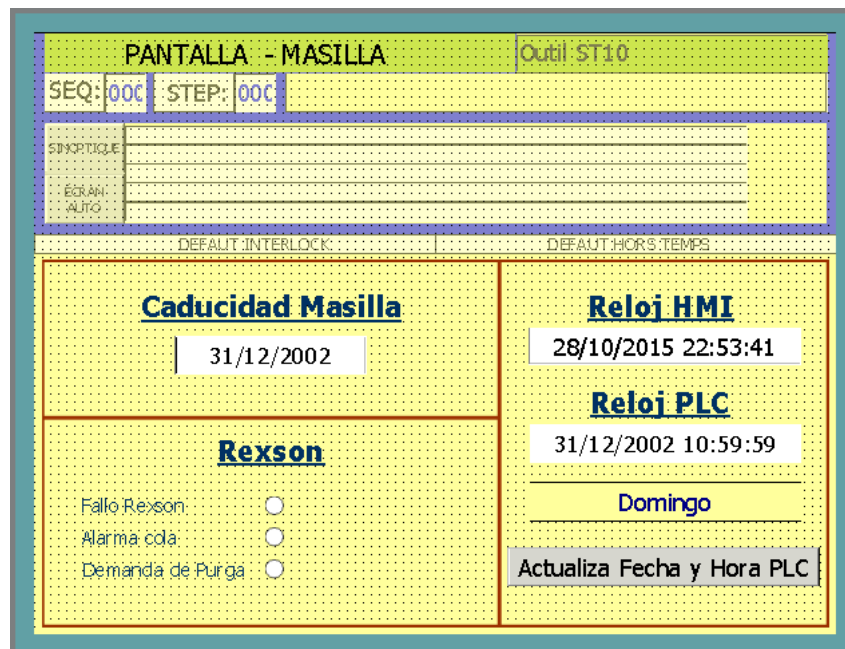 PANTALLA - MASILLA
Outil ST10
SEQ: 000 STEP: 000
SINOPTIQUE
ECRAN
AUTO
DEFAUT INTERLOCK
DEFAUT HORS TEMPS
Caducidad Masilla
31/12/2002
Reloj HMI
28/10/2015 22:53:41
Reloj PLC
31/12/2002 10:59:59
Domingo
Actualiza Fecha y Hora PLC
Rexson
Fallo Rexson
Alarma cola
Demanda de Purga